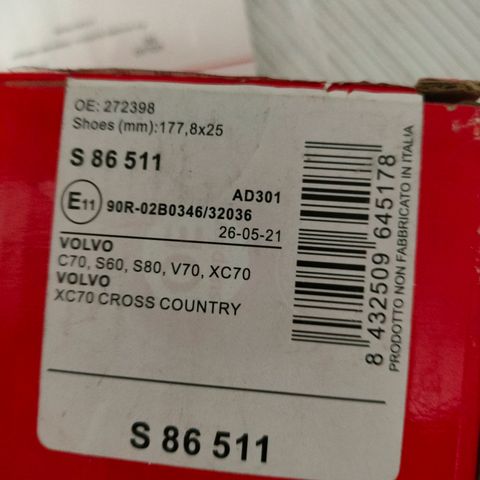 OE: 272398
Shoes (mm):177,8x25
S 86 511
AD301
E11 90R-02B0346/32036
26-05-21
VOLVO
C70, S60, S80, V70, XC70
VOLVO
XC70 CROSS COUNTRY
S 86 511
8 432509 645178
PRODOTTO NON FABBRICATO IN ITALIA